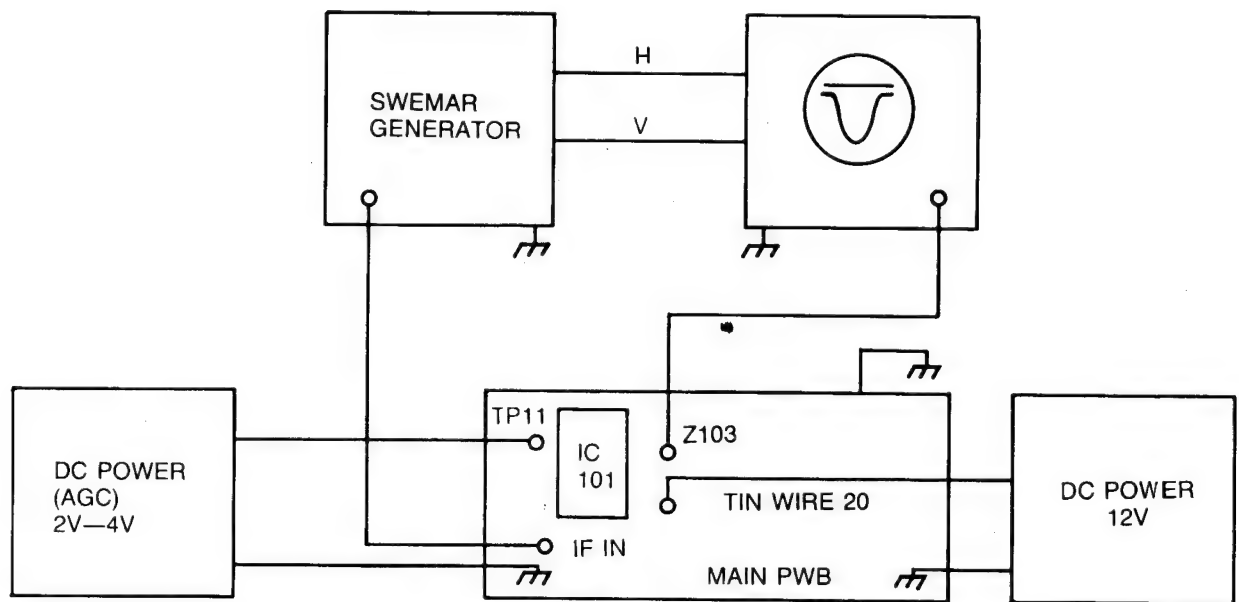 SWEMAR
GENERATOR
H
V
DC POWER
(AGC)
2V—4V
TP11
IC
101
Z103
TIN WIRE 20
IF IN
MAIN PWB
DC POWER
12V